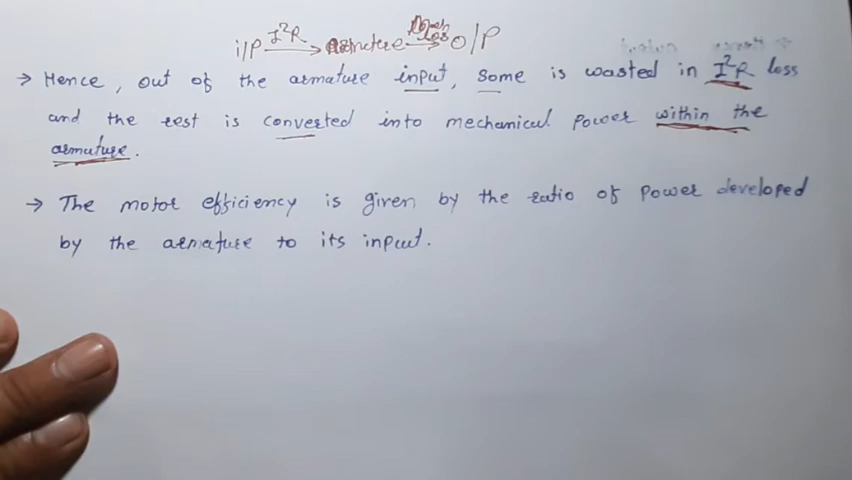 i/P I²R → Armature Mech loss → O/P
→ Hence, out of the armature input, some is wasted in I²R loss
and the rest is converted into mechanical power within the
armature.
→ The motor efficiency is given by the ratio of power developed
by the armature to its input.